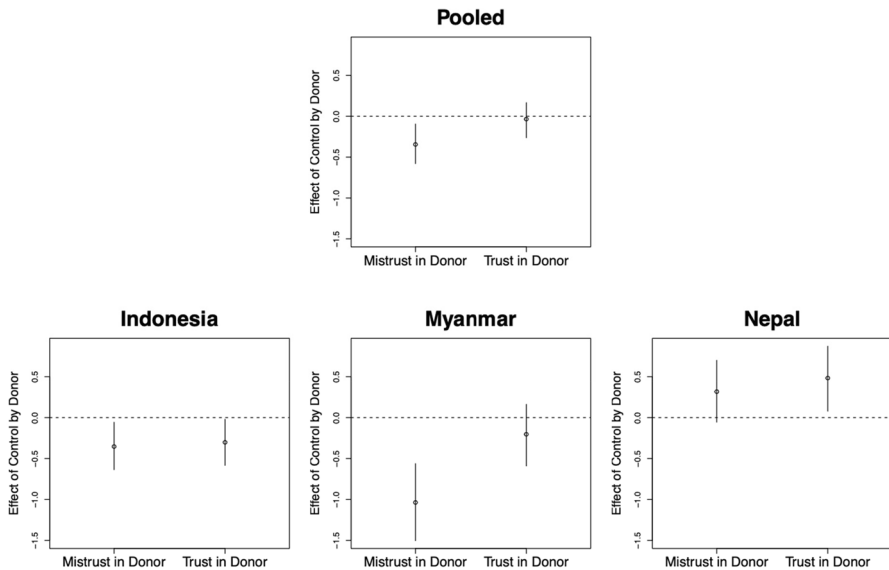 Pooled
Effect of Control by Donor
0.5
0.0
−0.5
−1.0
−1.5
Mistrust in Donor Trust in Donor
Indonesia
Effect of Control by Donor
0.5
0.0
−0.5
−1.0
−1.5
Mistrust in Donor Trust in Donor
Myanmar
Effect of Control by Donor
0.5
0.0
−0.5
−1.0
−1.5
Mistrust in Donor Trust in Donor
Nepal
Effect of Control by Donor
0.5
0.0
−0.5
−1.0
−1.5
Mistrust in Donor Trust in Donor